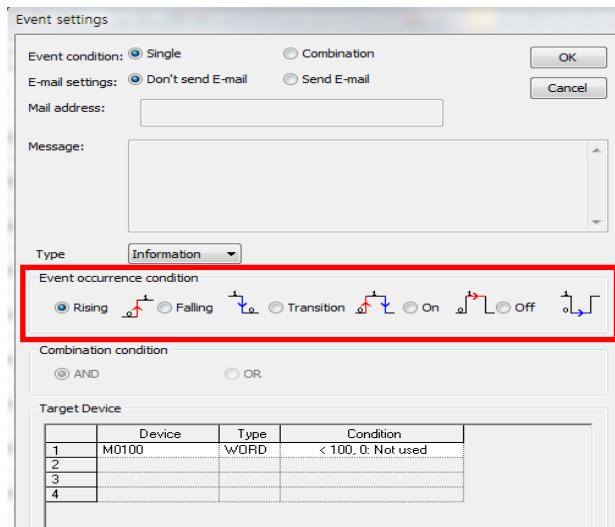 Event settings
Event condition: Single Combination OK
E-mail settings: Don't send E-mail Send E-mail
Cancel
Mail address:
Message:
Type Information
Event occurrence condition
Rising Falling Transition On Off
Combination condition
AND OR
Target Device
Device Type Condition
1 M0100 WORD < 100, 0: Not used
2
3
4